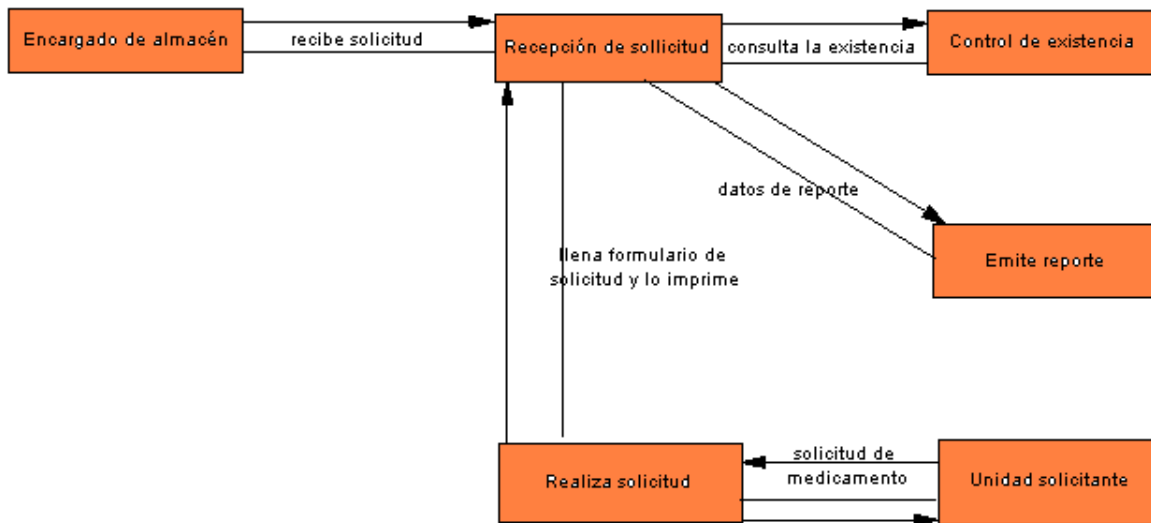 Encargado de almacén
recibe solicitud
Recepción de sollicitud
consulta la existencia
Control de existencia
datos de reporte
Emite reporte
llena formulario de
solicitud y lo imprime
Realiza solicitud
solicitud de
medicamento
Unidad solicitante